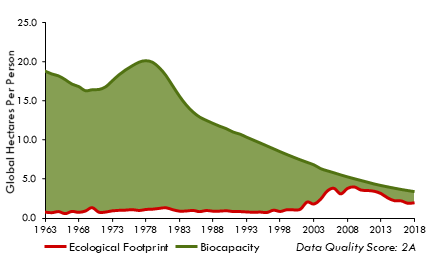 Global Hectares Per Person
25.0
20.0
15.0
10.0
5.0
0.0
1963 1968 1973 1978 1983 1988 1993 1998 2003 2008 2013 2018
Ecological Footprint Biocapacity Data Quality Score: 2A